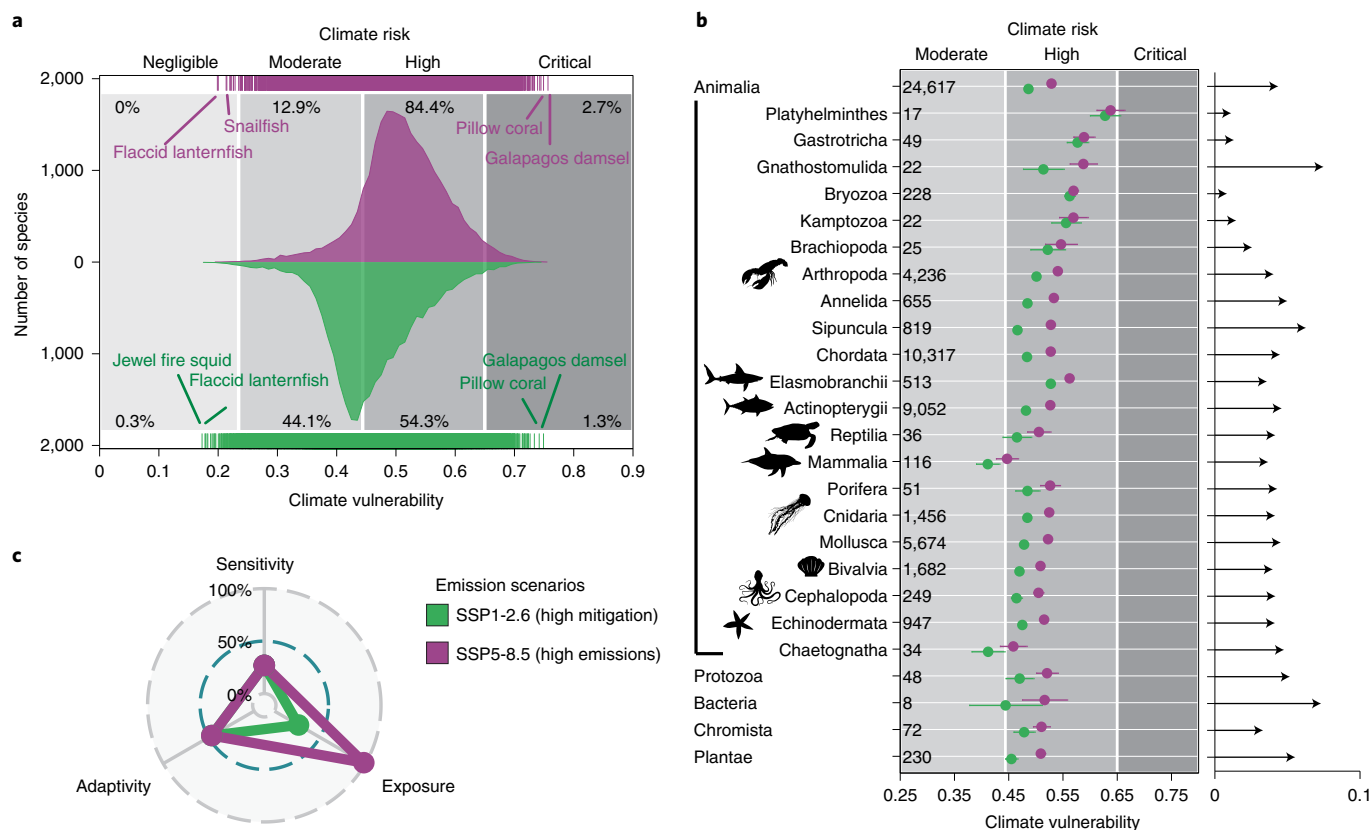 a
Climate risk
Negligible Moderate High Critical
2,000
0% 12.9% 84.4% 2.7%
Snailfish
Flaccid lanternfish
Pillow coral
Galapagos damsel
1,000
0
Number of species
1,000
Jewel fire squid
Flaccid lanternfish
Galapagos damsel
Pillow coral
0.3% 44.1% 54.3% 1.3%
2,000
0 0.1 0.2 0.3 0.4 0.5 0.6 0.7 0.8 0.9
Climate vulnerability
c
Sensitivity
100%
50%
0%
Adaptivity
Exposure
Emission scenarios
SSP1-2.6 (high mitigation)
SSP5-8.5 (high emissions)
b
Climate risk
Moderate High Critical
Animalia 24,617
Platyhelminthes 17
Gastrotricha 49
Gnathostomulida 22
Bryozoa 228
Kamptozoa 22
Brachiopoda 25
Arthropoda 4,236
Annelida 655
Sipuncula 819
Chordata 10,317
Elasmobranchii 513
Actinopterygii 9,052
Reptilia 36
Mammalia 116
Porifera 51
Cnidaria 1,456
Mollusca 5,674
Bivalvia 1,682
Cephalopoda 249
Echinodermata 947
Chaetognatha 34
Protozoa 48
Bacteria 8
Chromista 72
Plantae 230
0.25 0.35 0.45 0.55 0.65 0.75 0 0.1
Climate vulnerability